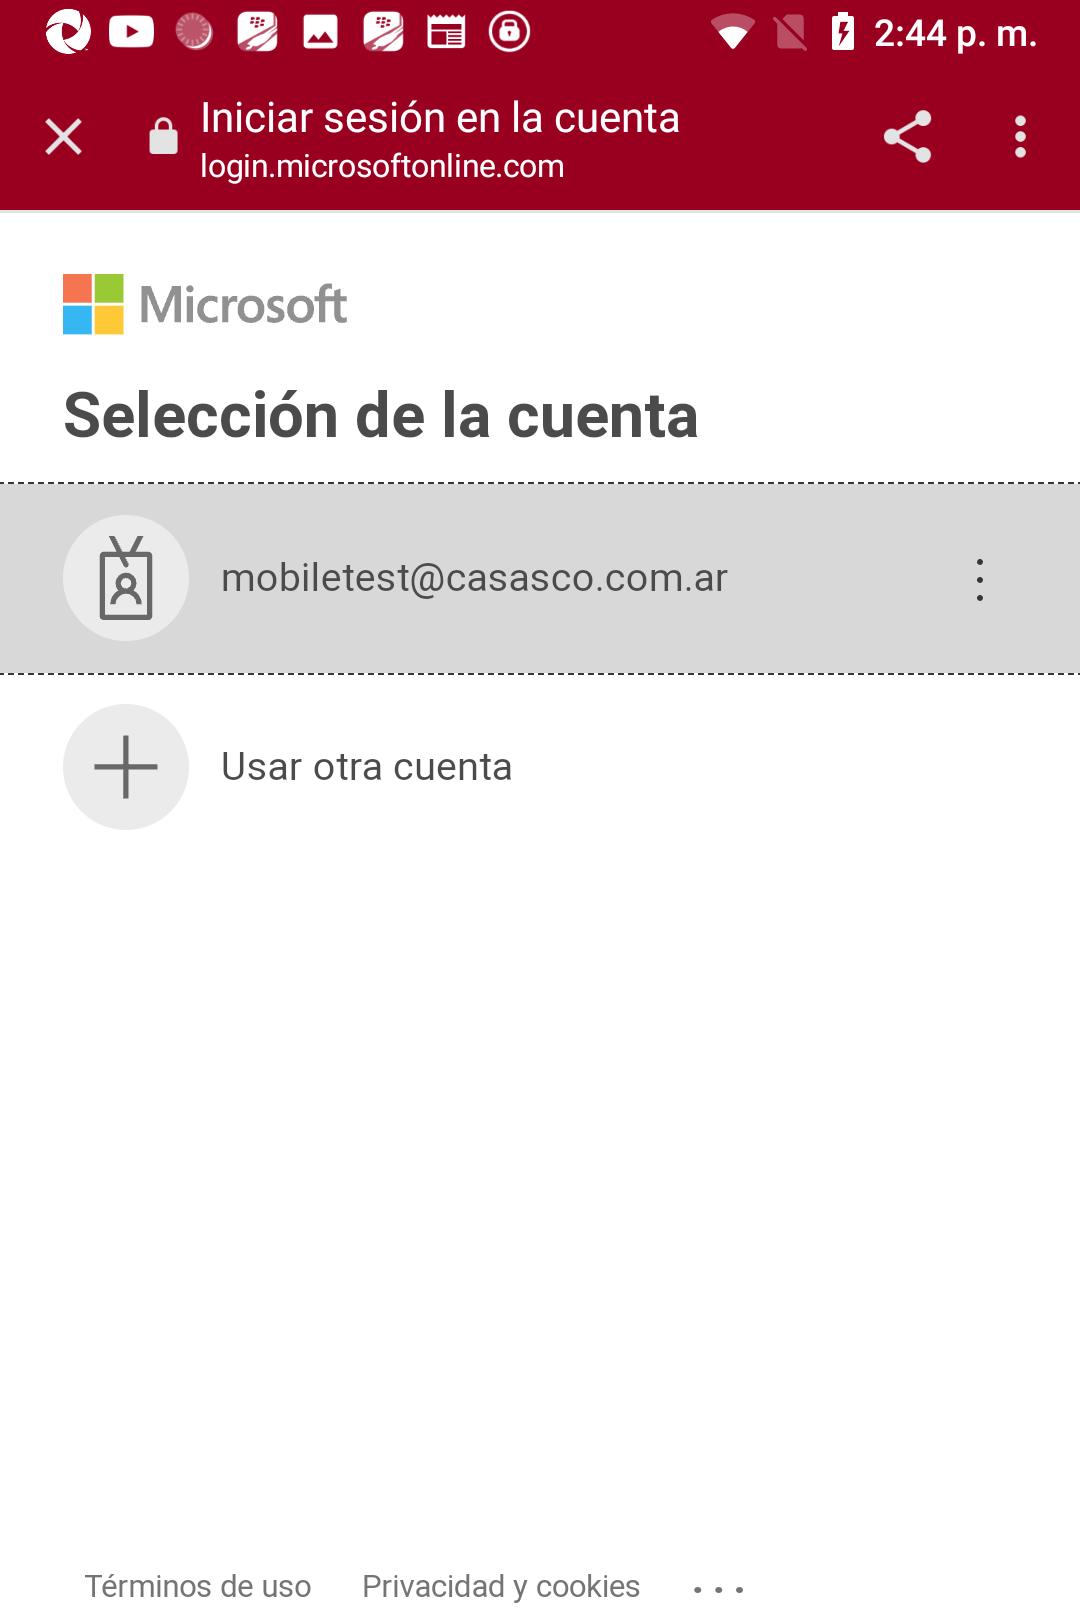 2:44 p. m.
Iniciar sesión en la cuenta
login.microsoftonline.com
Microsoft
Selección de la cuenta
mobiletest@casasco.com.ar
Usar otra cuenta
Términos de uso Privacidad y cookies ...